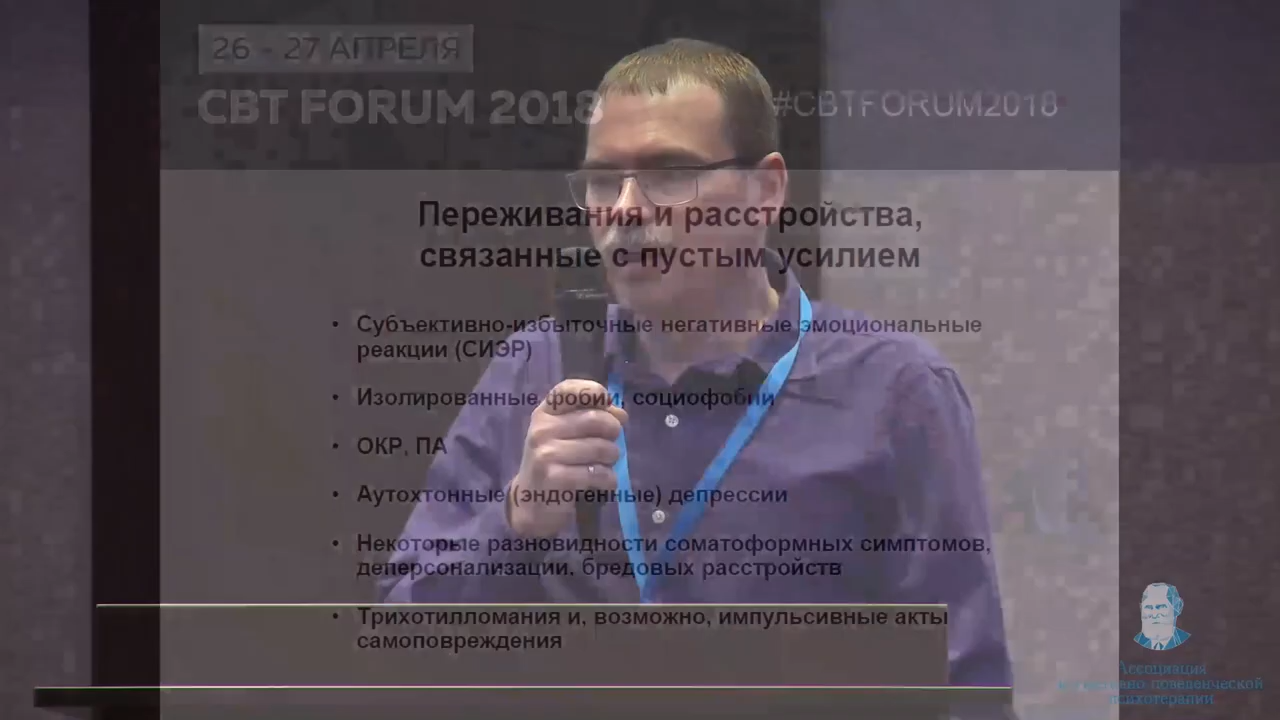 26 - 27 АПРЕЛЯ
CBT FORUM 2018
#CBTFORUM2018
Переживания и расстройства,
связанные с пустым усилием
• Субъективно-избыточные негативные эмоциональные
реакции (СИЭР)
• Изолированные фобии, социофобии
• ОКР, ПА
• Аутохтонные (эндогенные) депрессии
• Некоторые разновидности соматоформных симптомов,
деперсонализации, бредовых расстройств
• Трихотилломания и, возможно, импульсивные акты
самоповреждения
Ассоциация
поведенческой
психотерапии